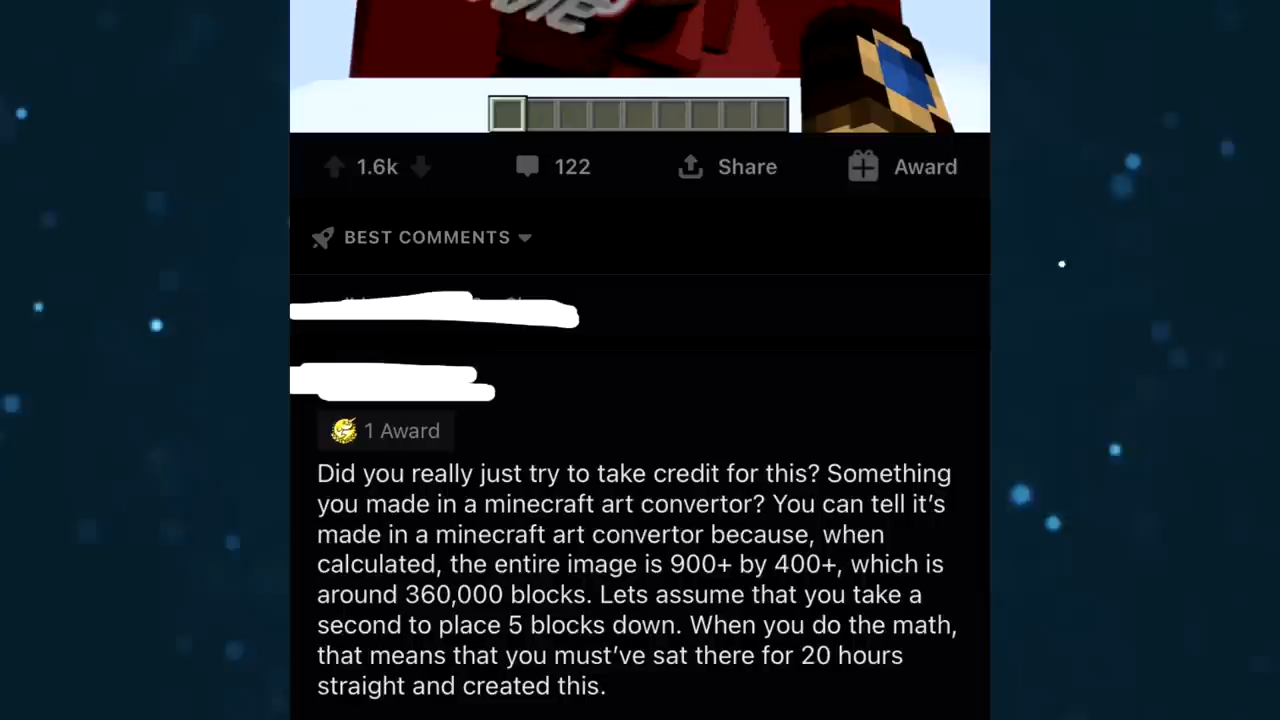 1.6k 122 Share Award
BEST COMMENTS
1 Award
Did you really just try to take credit for this? Something
you made in a minecraft art convertor? You can tell it’s
made in a minecraft art convertor because, when
calculated, the entire image is 900+ by 400+, which is
around 360,000 blocks. Lets assume that you take a
second to place 5 blocks down. When you do the math,
that means that you must’ve sat there for 20 hours
straight and created this.